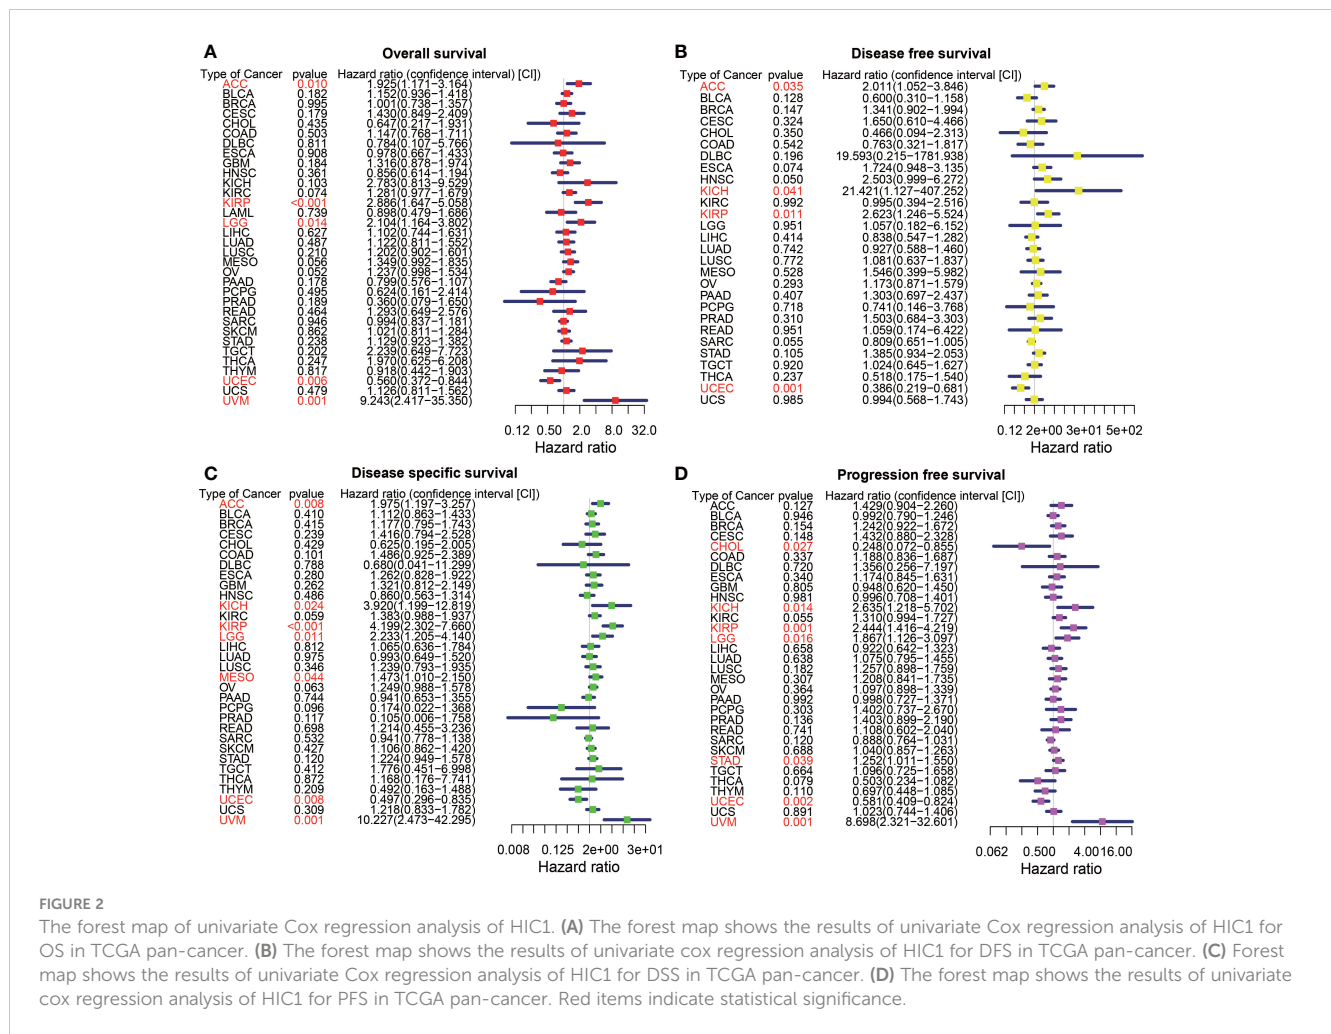 A
Overall survival
Type of Cancer pvalue Hazard ratio (confidence interval) [CI])
ACC 0.010 1.925(1.171−3.164)
BLCA 0.182 1.152(0.936−1.418)
BRCA 0.995 1.001(0.738−1.357)
CESC 0.179 1.430(0.849−2.409)
CHOL 0.435 0.647(0.217−1.931)
COAD 0.503 1.147(0.768−1.711)
DLBC 0.811 0.784(0.107−5.766)
ESCA 0.908 0.978(0.667−1.433)
GBM 0.184 1.316(0.878−1.974)
HNSC 0.361 0.856(0.614−1.194)
KICH 0.103 2.783(0.813−9.529)
KIRC 0.074 1.281(0.977−1.679)
KIRP <0.001 2.886(1.647−5.058)
LAML 0.739 0.898(0.479−1.686)
LGG 0.014 2.104(1.164−3.802)
LIHC 0.627 1.102(0.744−1.631)
LUAD 0.487 1.122(0.811−1.552)
LUSC 0.210 1.202(0.902−1.601)
MESO 0.056 1.349(0.992−1.835)
OV 0.052 1.237(0.998−1.534)
PAAD 0.178 0.799(0.576−1.107)
PCPG 0.495 0.624(0.161−2.414)
PRAD 0.189 0.360(0.079−1.650)
READ 0.464 1.293(0.649−2.576)
SARC 0.946 0.994(0.837−1.181)
SKCM 0.862 1.021(0.811−1.284)
STAD 0.238 1.129(0.923−1.382)
TGCT 0.202 2.239(0.649−7.723)
THCA 0.247 1.970(0.625−6.208)
THYM 0.817 0.918(0.442−1.903)
UCEC 0.006 0.560(0.372−0.844)
UCS 0.479 1.126(0.811−1.562)
UVM 0.001 9.243(2.417−35.350)
0.12 0.50 2.0 8.0 32.0
Hazard ratio
B
Disease free survival
Type of Cancer pvalue Hazard ratio (confidence interval [CI])
ACC 0.035 2.011(1.052−3.846)
BLCA 0.128 0.600(0.310−1.158)
BRCA 0.147 1.341(0.902−1.994)
CESC 0.324 1.650(0.610−4.466)
CHOL 0.350 0.466(0.094−2.313)
COAD 0.542 0.763(0.321−1.817)
DLBC 0.196 19.593(0.215−1781.938)
ESCA 0.074 1.724(0.948−3.135)
HNSC 0.050 2.503(0.999−6.272)
KICH 0.041 21.421(1.127−407.252)
KIRC 0.992 0.995(0.394−2.516)
KIRP 0.011 2.623(1.246−5.524)
LGG 0.951 1.057(0.182−6.152)
LIHC 0.414 0.838(0.547−1.282)
LUAD 0.742 0.927(0.588−1.460)
LUSC 0.772 1.081(0.637−1.837)
MESO 0.528 1.546(0.399−5.982)
OV 0.293 1.173(0.871−1.579)
PAAD 0.407 1.303(0.697−2.437)
PCPG 0.718 0.741(0.146−3.768)
PRAD 0.310 1.503(0.684−3.303)
READ 0.951 1.059(0.174−6.422)
SARC 0.055 0.809(0.651−1.005)
STAD 0.105 1.385(0.934−2.053)
TGCT 0.920 1.024(0.645−1.627)
THCA 0.237 0.518(0.175−1.540)
UCEC 0.001 0.386(0.219−0.681)
UCS 0.985 0.994(0.568−1.743)
0.12 2e+00 3e+01 5e+02
Hazard ratio
C
Disease specific survival
Type of Cancer pvalue Hazard ratio (confidence interval [CI])
ACC 0.008 1.975(1.197−3.257)
BLCA 0.410 1.112(0.863−1.433)
BRCA 0.415 1.177(0.795−1.743)
CESC 0.239 1.416(0.794−2.528)
CHOL 0.429 0.625(0.195−2.005)
COAD 0.101 1.486(0.925−2.389)
DLBC 0.788 0.680(0.041−11.299)
ESCA 0.280 1.262(0.828−1.922)
GBM 0.262 1.321(0.812−2.149)
HNSC 0.486 0.860(0.563−1.314)
KICH 0.024 3.920(1.199−12.819)
KIRC 0.059 1.383(0.988−1.937)
KIRP <0.001 4.199(2.302−7.660)
LGG 0.011 2.233(1.205−4.140)
LIHC 0.812 1.065(0.636−1.784)
LUAD 0.975 0.993(0.649−1.520)
LUSC 0.346 1.239(0.793−1.935)
MESO 0.044 1.473(1.010−2.150)
OV 0.063 1.249(0.988−1.578)
PAAD 0.744 0.941(0.653−1.355)
PCPG 0.096 0.174(0.022−1.368)
PRAD 0.117 0.105(0.006−1.758)
READ 0.698 1.214(0.455−3.236)
SARC 0.532 0.941(0.778−1.138)
SKCM 0.427 1.106(0.862−1.420)
STAD 0.120 1.224(0.949−1.578)
TGCT 0.412 1.776(0.451−6.998)
THCA 0.872 1.168(0.176−7.741)
THYM 0.209 0.492(0.163−1.488)
UCEC 0.008 0.497(0.296−0.835)
UCS 0.309 1.218(0.833−1.782)
UVM 0.001 10.227(2.473−42.295)
0.008 0.125 2e+00 3e+01
Hazard ratio
D
Progression free survival
Type of Cancer pvalue Hazard ratio (confidence interval [CI])
ACC 0.127 1.429(0.904−2.260)
BLCA 0.946 0.992(0.790−1.246)
BRCA 0.154 1.242(0.922−1.672)
CESC 0.148 1.432(0.880−2.328)
CHOL 0.027 0.248(0.072−0.855)
COAD 0.337 1.188(0.836−1.687)
DLBC 0.720 1.356(0.256−7.197)
ESCA 0.340 1.174(0.845−1.631)
GBM 0.805 0.948(0.620−1.450)
HNSC 0.981 0.996(0.708−1.401)
KICH 0.014 2.635(1.218−5.702)
KIRC 0.055 1.310(0.994−1.727)
KIRP 0.001 2.444(1.416−4.219)
LGG 0.016 1.867(1.126−3.097)
LIHC 0.658 0.922(0.642−1.323)
LUAD 0.638 1.075(0.795−1.455)
LUSC 0.182 1.257(0.898−1.759)
MESO 0.307 1.208(0.841−1.735)
OV 0.364 1.097(0.898−1.339)
PAAD 0.992 0.998(0.727−1.371)
PCPG 0.303 1.402(0.737−2.670)
PRAD 0.136 1.403(0.899−2.190)
READ 0.741 1.108(0.602−2.040)
SARC 0.120 0.888(0.764−1.031)
SKCM 0.688 1.040(0.857−1.263)
STAD 0.039 1.252(1.011−1.550)
TGCT 0.664 1.096(0.725−1.658)
THCA 0.079 0.503(0.234−1.082)
THYM 0.110 0.697(0.448−1.085)
UCEC 0.002 0.581(0.409−0.824)
UCS 0.891 1.023(0.744−1.406)
UVM 0.001 8.698(2.321−32.601)
0.062 0.500 4.00 16.00
Hazard ratio
FIGURE 2
The forest map of univariate Cox regression analysis of HIC1. (A) The forest map shows the results of univariate Cox regression analysis of HIC1 for
OS in TCGA pan-cancer. (B) The forest map shows the results of univariate cox regression analysis of HIC1 for DFS in TCGA pan-cancer. (C) Forest
map shows the results of univariate Cox regression analysis of HIC1 for DSS in TCGA pan-cancer. (D) The forest map shows the results of univariate
cox regression analysis of HIC1 for PFS in TCGA pan-cancer. Red items indicate statistical significance.